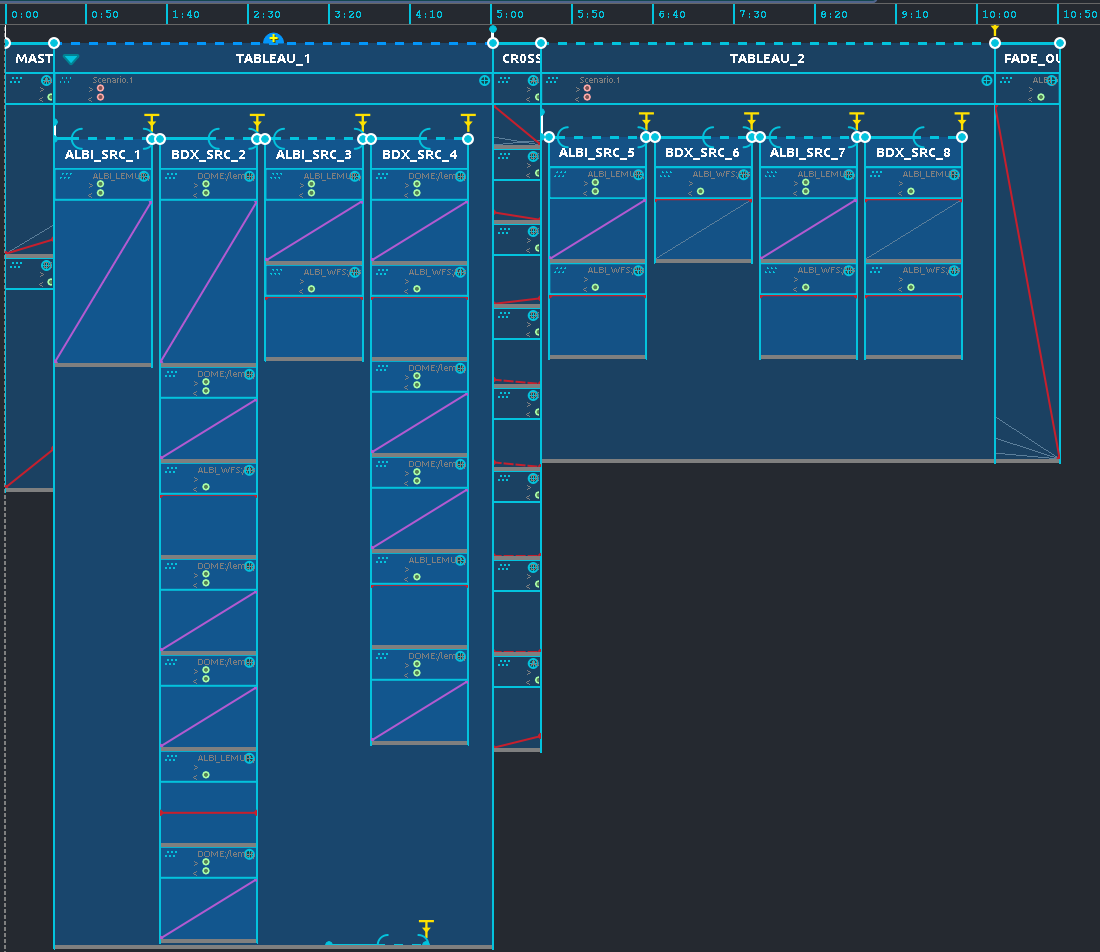 0:00 0:50 1:40 2:30 3:20 4:10 5:00 5:50 6:40 7:30 8:20 9:10 10:00 10:50
MAST TABLEAU_1 CROSS TABLEAU_2 FADE_OU
Scenario.1 Scenario.1 ALB
ALBI_SRC_1 BDX_SRC_2 ALBI_SRC_3 BDX_SRC_4 ALBI_SRC_5 BDX_SRC_6 ALBI_SRC_7 BDX_SRC_8
ALBI_LEMU DOME:/lem ALBI_LEMU DOME:/lem ALBI_LEMU ALBI_WFS:/ ALBI_LEMU ALBI_LEMU
ALBI_WFS:/ ALBI_WFS:/ ALBI_WFS:/ ALBI_WFS:/ ALBI_WFS:/
DOME:/lem DOME:/lem
ALBI_WFS:/ DOME:/lem
DOME:/lem ALBI_LEMU
DOME:/lem DOME:/lem
ALBI_LEMU
DOME:/lem